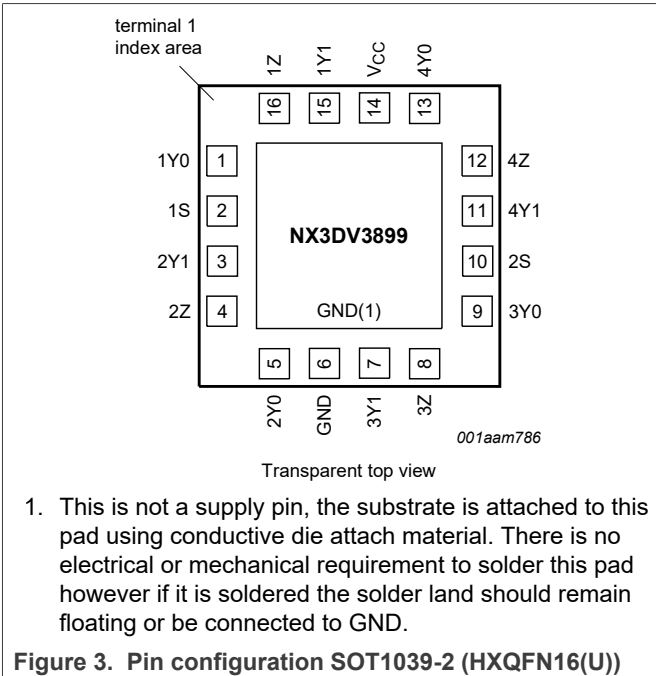 terminal 1
index area
1Z
1Y1
VCC
4Y0
16
15
14
13
1Y0
1
12
4Z
1S
2
11
4Y1
NX3DV3899
2Y1
3
10
2S
2Z
4
GND(1)
9
3Y0
5
6
7
8
2Y0
GND
3Y1
3Z
001aam786
Transparent top view
1. This is not a supply pin, the substrate is attached to this
pad using conductive die attach material. There is no
electrical or mechanical requirement to solder this pad
however if it is soldered the solder land should remain
floating or be connected to GND.
Figure 3. Pin configuration SOT1039-2 (HXQFN16(U))